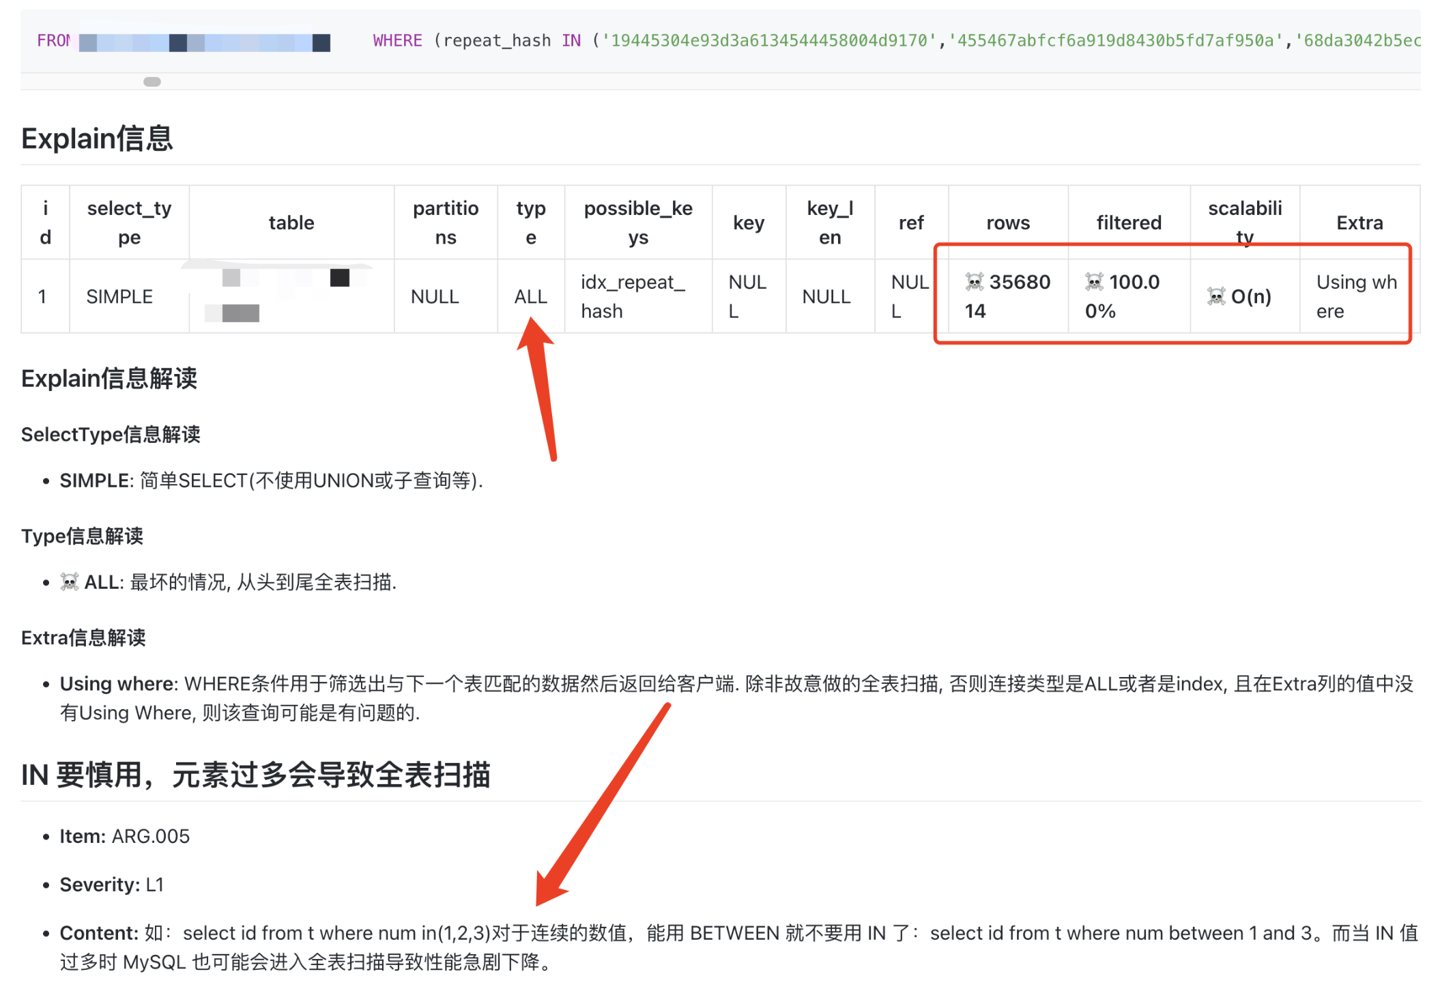 FROM WHERE (repeat_hash IN ('19445304e93d3a6134544458004d9170','455467abfcf6a919d8430b5fd7af950a','68da3042b5ec
Explain信息
id select_type table partitions type possible_keys key key_len ref rows filtered scalability Extra
1 SIMPLE NULL ALL idx_repeat_hash NULL NULL NULL ☠️ 3568014 ☠️ 100.00% ☠️ O(n) Using where
Explain信息解读
SelectType信息解读
• SIMPLE: 简单SELECT(不使用UNION或子查询等).
Type信息解读
• ☠️ ALL: 最坏的情况, 从头到尾全表扫描.
Extra信息解读
• Using where: WHERE条件用于筛选出与下一个表匹配的数据然后返回给客户端. 除非故意做的全表扫描, 否则连接类型是ALL或者是index, 且在Extra列的值中没
有Using Where, 则该查询可能是有问题的.
IN 要慎用，元素过多会导致全表扫描
• Item: ARG.005
• Severity: L1
• Content: 如：select id from t where num in(1,2,3)对于连续的数值，能用 BETWEEN 就不要用 IN 了：select id from t where num between 1 and 3。而当 IN 值
过多时 MySQL 也可能会进入全表扫描导致性能急剧下降。